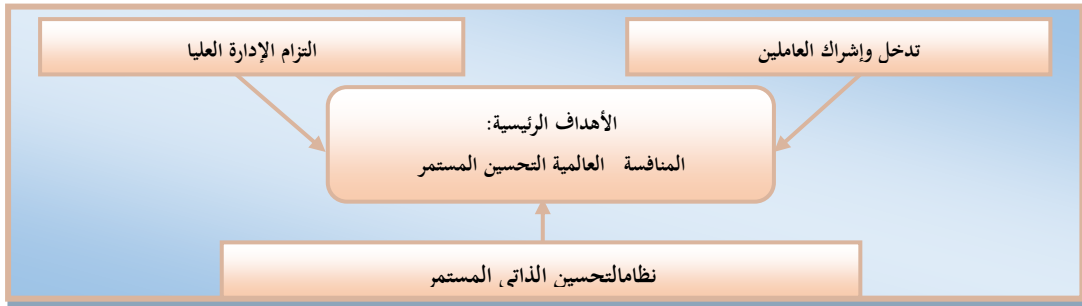 تدخل وإشراك العاملين
التزام الإدارة العليا
الأهداف الرئيسية:
المنافسة العالمية التحسين المستمر
نظامالتحسين الذاتي المستمر